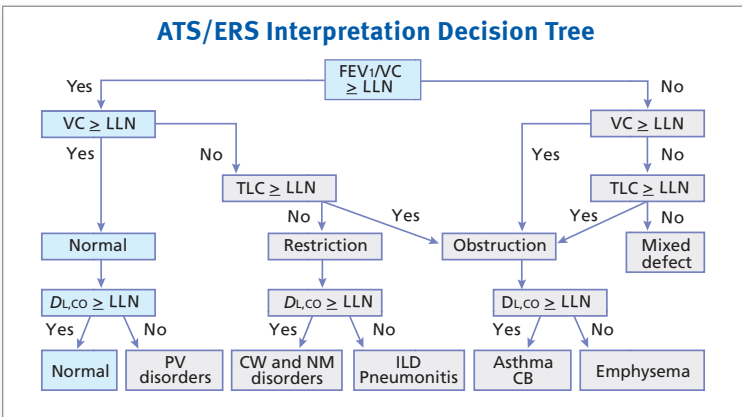 ATS/ERS Interpretation Decision Tree
FEV1/VC
≥ LLN
Yes
No
VC ≥ LLN
VC ≥ LLN
Yes
No
Yes
No
TLC ≥ LLN
TLC ≥ LLN
No
Yes
Yes
No
Normal
Restriction
Obstruction
Mixed
defect
DL,CO ≥ LLN
DL,CO ≥ LLN
DL,CO ≥ LLN
Yes
No
Yes
No
Yes
No
Normal
PV
disorders
CW and NM
disorders
ILD
Pneumonitis
Asthma
CB
Emphysema